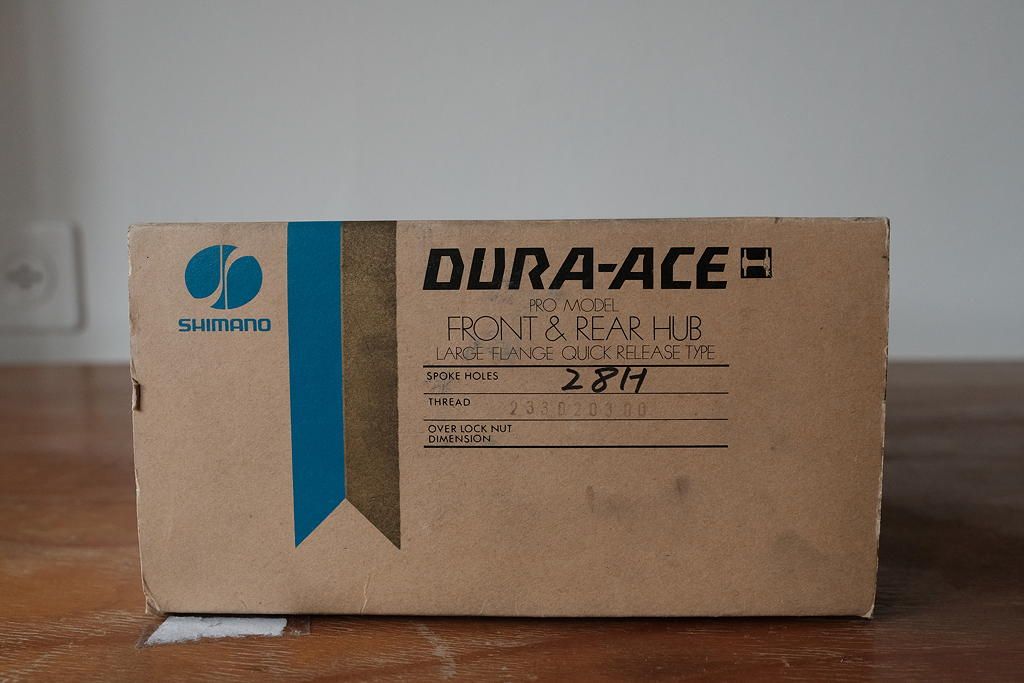 SHIMANO
DURA-ACE
PRO MODEL
FRONT & REAR HUB
LARGE FLANGE QUICK RELEASE TYPE
SPOKE HOLES 28H
THREAD 233020300
OVER LOCK NUT
DIMENSION